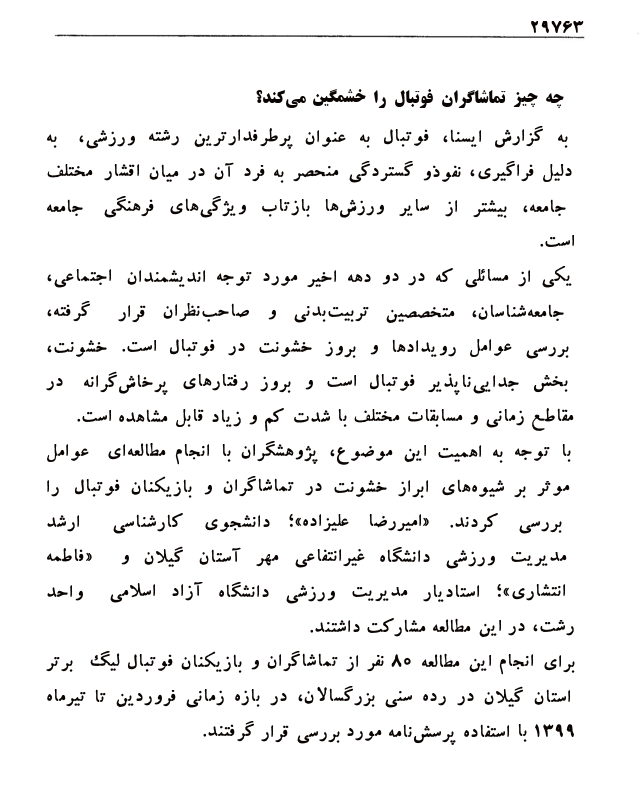 ۲۹۷۶۳
چه چیز تماشاگران فوتبال را خشمگین می‌کند؟
به گزارش ایسنا، فوتبال به عنوان پرطرفدارترین رشته ورزشی، به
دلیل فراگیری، نفوذو گستردگی منحصر به فرد آن در میان اقشار مختلف
جامعه، بیشتر از سایر ورزش‌ها بازتاب ویژگی‌های فرهنگی جامعه
است.
یکی از مسائلی که در دو دهه اخیر مورد توجه اندیشمندان اجتماعی،
جامعه‌شناسان، متخصصین تربیت‌بدنی و صاحب‌نظران قرار گرفته،
بررسی عوامل رویدادها و بروز خشونت در فوتبال است. خشونت،
بخش جدایی‌ناپذیر فوتبال است و بروز رفتارهای پرخاش‌گرانه در
مقاطع زمانی و مسابقات مختلف با شدت کم و زیاد قابل مشاهده است.
با توجه به اهمیت این موضوع، پژوهشگران با انجام مطالعه‌ای عوامل
موثر بر شیوه‌های ابراز خشونت در تماشاگران و بازیکنان فوتبال را
بررسی کردند. «امیررضا علیزاده»؛ دانشجوی کارشناسی ارشد
مدیریت ورزشی دانشگاه غیرانتفاعی مهر آستان گیلان و «فاطمه
انتشاری»؛ استادیار مدیریت ورزشی دانشگاه آزاد اسلامی واحد
رشت، در این مطالعه مشارکت داشتند.
برای انجام این مطالعه ۸۰ نفر از تماشاگران و بازیکنان فوتبال لیگ برتر
استان گیلان در رده سنی بزرگسالان، در بازه زمانی فروردین تا تیرماه
۱۳۹۹ با استفاده پرسش‌نامه مورد بررسی قرار گرفتند.